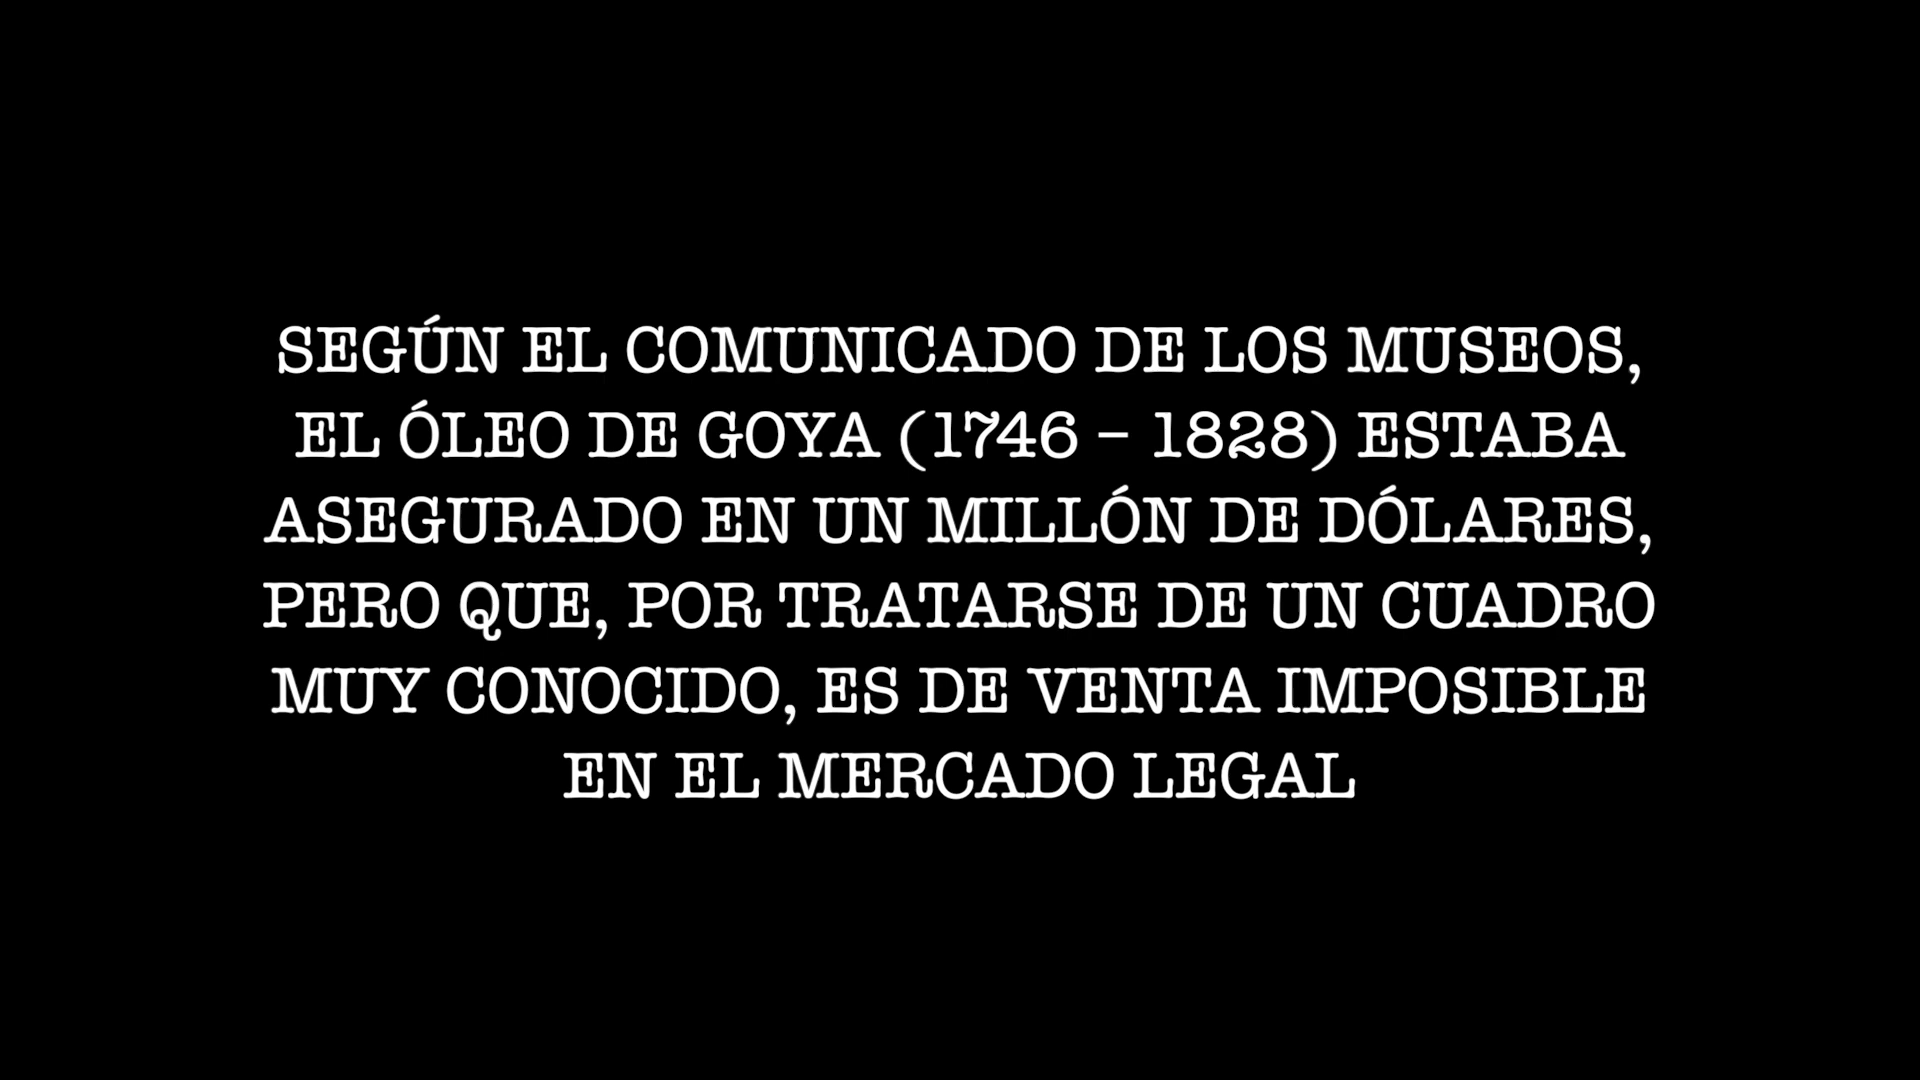 SEGÚN EL COMUNICADO DE LOS MUSEOS,
EL ÓLEO DE GOYA (1746 – 1828) ESTABA
ASEGURADO EN UN MILLÓN DE DÓLARES,
PERO QUE, POR TRATARSE DE UN CUADRO
MUY CONOCIDO, ES DE VENTA IMPOSIBLE
EN EL MERCADO LEGAL